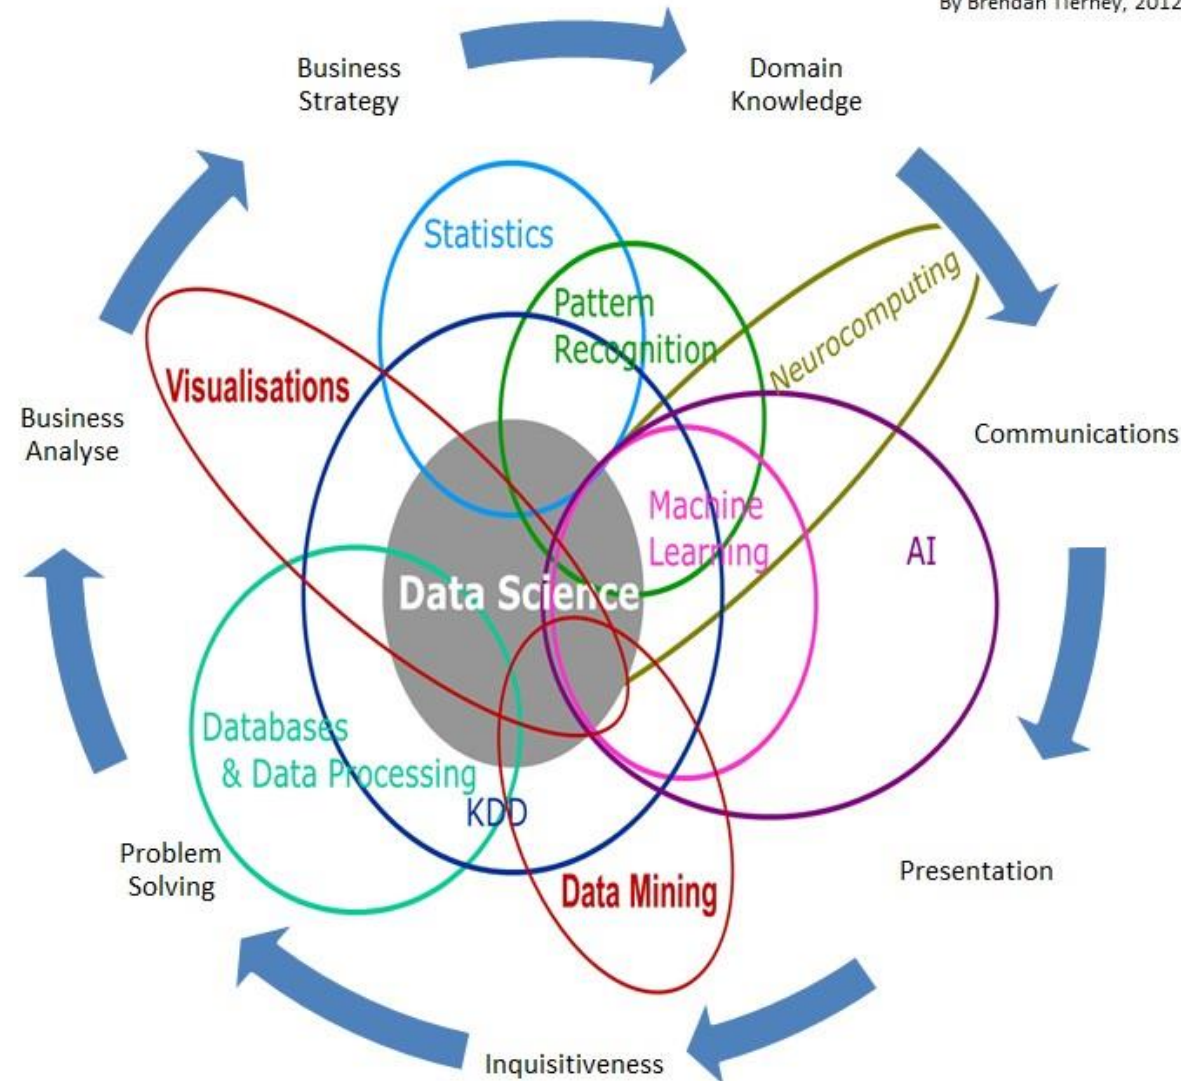 By Brendan Tierney, 2012
Business
Strategy
Domain
Knowledge
Statistics
Pattern
Recognition
Neurocomputing
Visualisations
Business
Analyse
Communications
Machine
Learning
AI
Data Science
Databases
& Data Processing
KDD
Problem
Solving
Data Mining
Presentation
Inquisitiveness